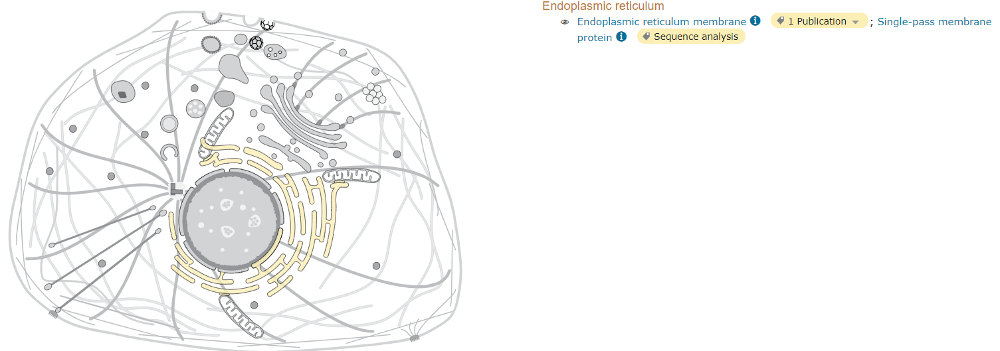 Endoplasmic reticulum
Endoplasmic reticulum membrane 1 Publication ; Single-pass membrane
protein Sequence analysis